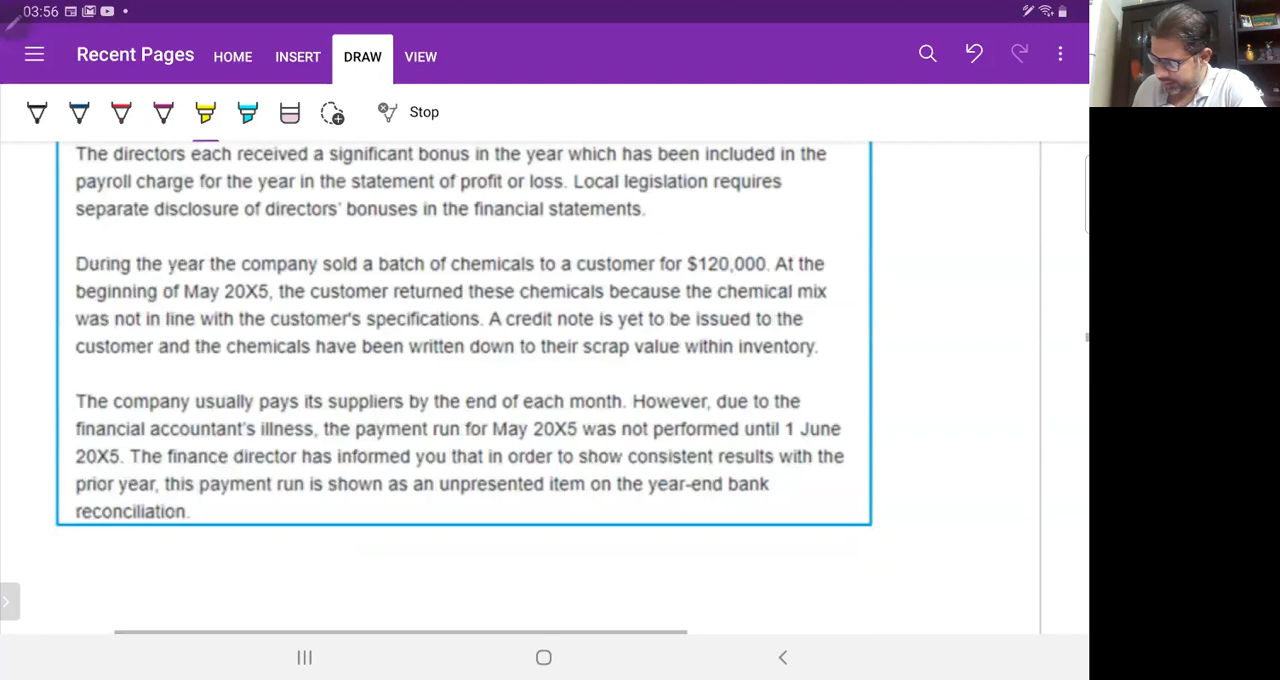 03:56
Recent Pages HOME INSERT DRAW VIEW
Stop
The directors each received a significant bonus in the year which has been included in the
payroll charge for the year in the statement of profit or loss. Local legislation requires
separate disclosure of directors' bonuses in the financial statements.
During the year the company sold a batch of chemicals to a customer for $120,000. At the
beginning of May 20X5, the customer returned these chemicals because the chemical mix
was not in line with the customer's specifications. A credit note is yet to be issued to the
customer and the chemicals have been written down to their scrap value within inventory.
The company usually pays its suppliers by the end of each month. However, due to the
financial accountant's illness, the payment run for May 20X5 was not performed until 1 June
20X5. The finance director has informed you that in order to show consistent results with the
prior year, this payment run is shown as an unpresented item on the year-end bank
reconciliation.